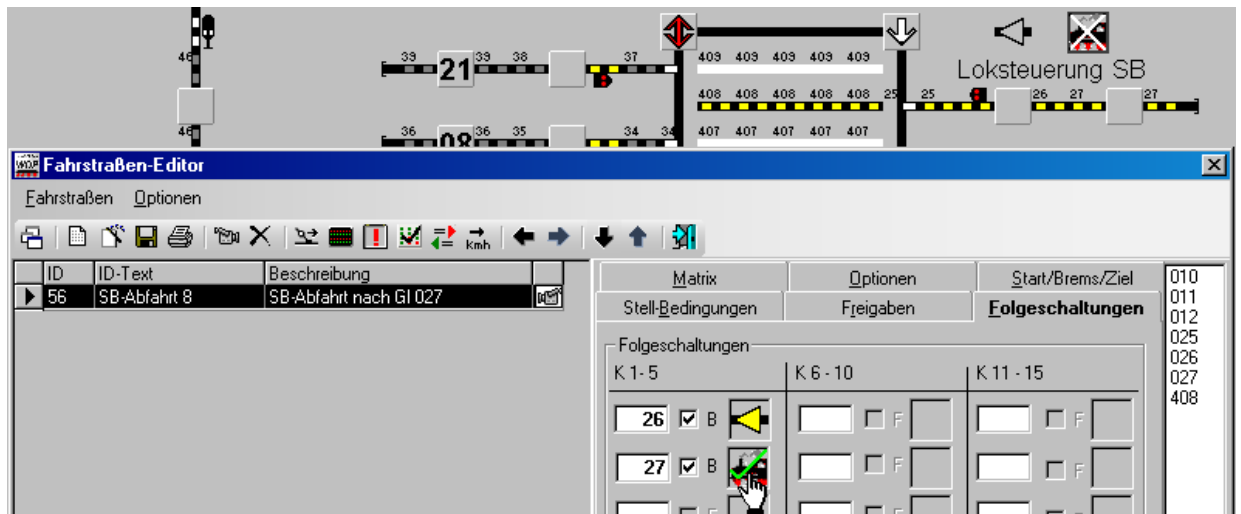 46
39 21 39 38 37
409 409 409 409 409
Loksteuerung SB
408 408 408 408 408 25 25 26 27 27
46
36 08 36 35 34 34
407 407 407 407 407
WDP Fahrstraßen-Editor
Fahrstraßen Optionen
kmh
ID ID-Text Beschreibung
56 SB-Abfahrt 8 SB-Abfahrt nach Gl 027
Matrix Optionen Start/Brems/Ziel
Stell-Bedingungen Freigaben Folgeschaltungen
Folgeschaltungen
K 1- 5 K 6 - 10 K 11 - 15
26 B F F
27 B F F
F F
010
011
012
025
026
027
408